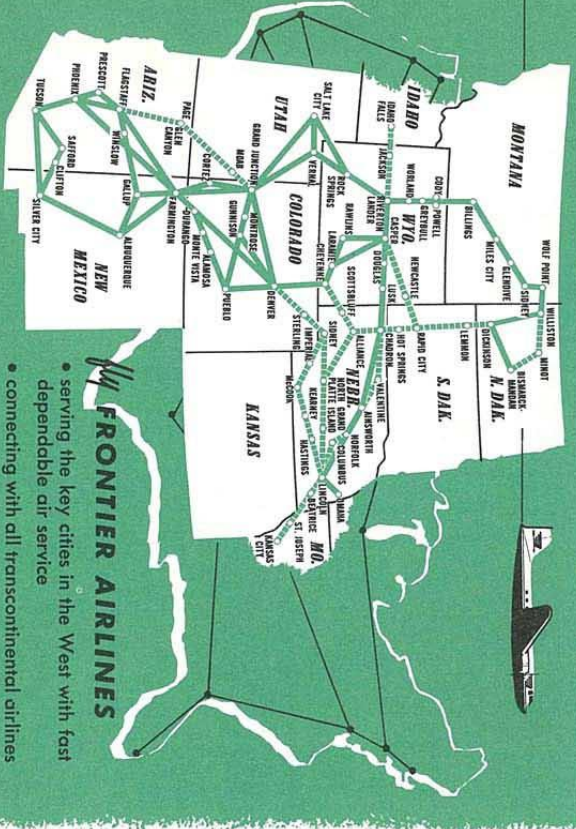 MONTANA
WOLF POINT
WILLISTON
MINOT
SIDNEY
GLENDIVE
MILES CITY
BILLINGS
BISMARCK-
MANDAN
DICKINSON
N. DAK.
IDAHO
IDAHO
FALLS
JACKSON
CODY
POWELL
GREYBULL
WORLAND
LEMMON
S. DAK.
RAPID CITY
HOT SPRINGS
NEWCASTLE
WYO.
RIVERTON
LANDER
CASPER
DOUGLAS
LUSK
CHADRON
VALENTINE
AINSWORTH
ROCK
SPRINGS
RAWLINS
LARAMIE
CHEYENNE
SCOTTSBLUFF
ALLIANCE
NEBR.
NORFOLK
COLUMBUS
OMAHA
SALT LAKE
CITY
VERNAL
UTAH
SIDNEY
NORTH
PLATTE
GRAND
ISLAND
KEARNEY
HASTINGS
LINCOLN
BEATRICE
STERLING
IMPERIAL
McCOOK
DENVER
COLORADO
GRAND JUNCTION
MOAB
MONTROSE
GUNNISON
MO.
ST. JOSEPH
KANSAS
CITY
KANSAS
PUEBLO
ALAMOSA
MONTE VISTA
DURANGO
CORTEZ
PAGE
GLEN
CANYON
FARMINGTON
ARIZ.
FLAGSTAFF
PRESCOTT
WINSLOW
GALLUP
ALBUQUERQUE
PHOENIX
NEW
MEXICO
SAFFORD
CLIFTON
TUCSON
SILVER CITY
fly FRONTIER AIRLINES
• serving the key cities in the West with fast
dependable air service
• connecting with all transcontinental airlines